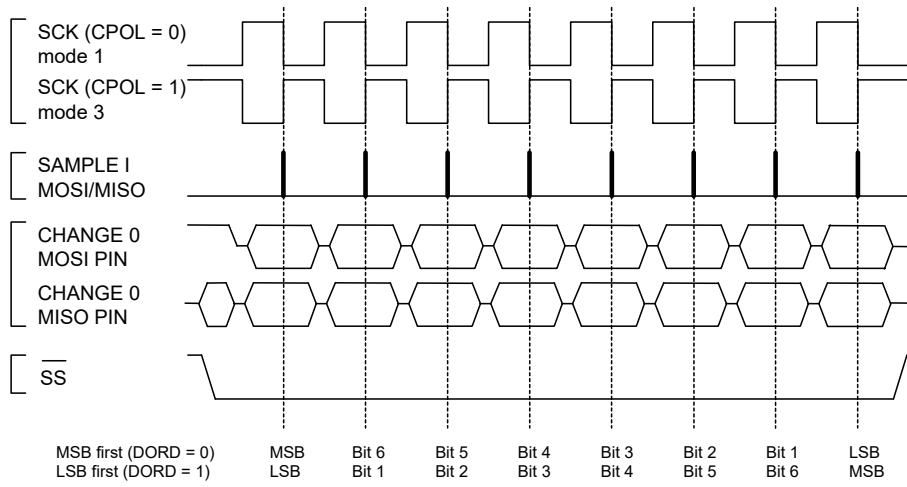 SCK (CPOL = 0)
mode 1
SCK (CPOL = 1)
mode 3
SAMPLE I
MOSI/MISO
CHANGE 0
MOSI PIN
CHANGE 0
MISO PIN
SS
MSB first (DORD = 0) MSB Bit 6 Bit 5 Bit 4 Bit 3 Bit 2 Bit 1 LSB
LSB first (DORD = 1) LSB Bit 1 Bit 2 Bit 3 Bit 4 Bit 5 Bit 6 MSB